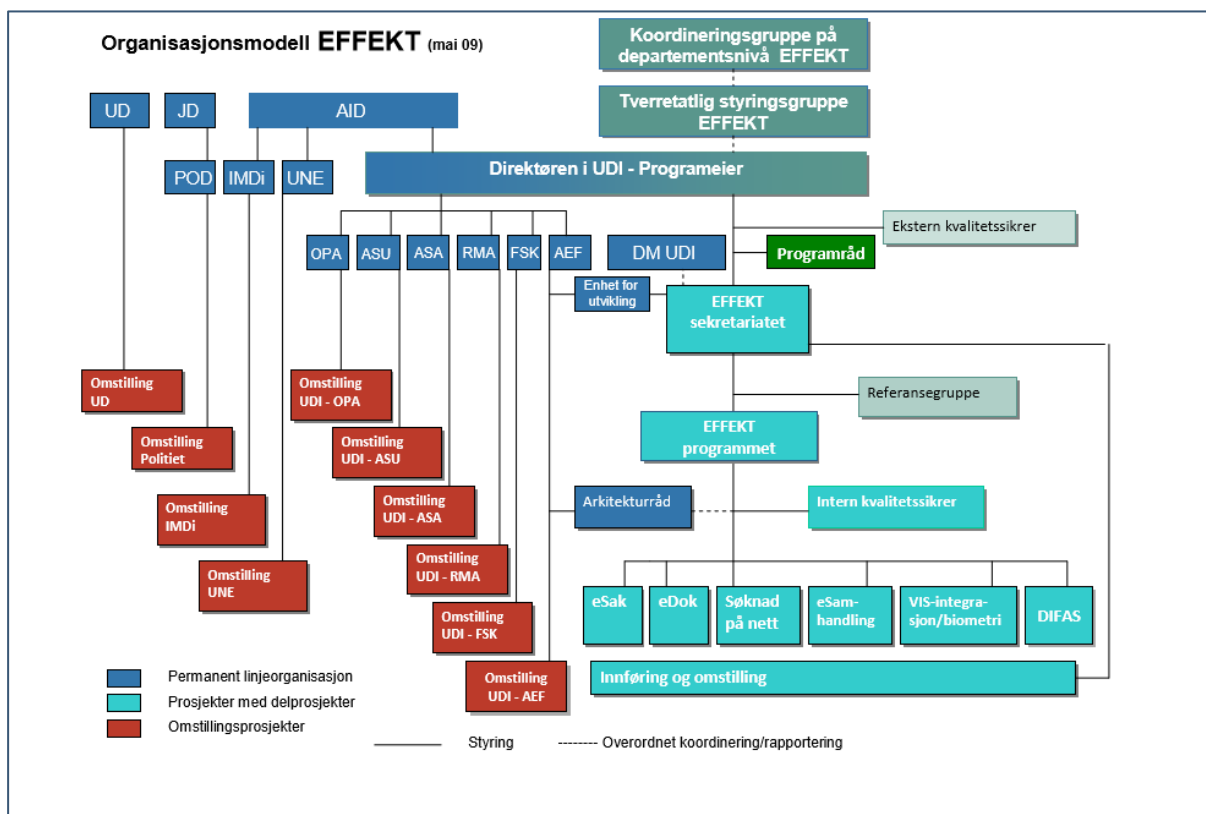 Organisasjonsmodell EFFEKT (mai 09)
Koordineringsgruppe på
departementsnivå EFFEKT
Tverretatlig styringsgruppe
EFFEKT
UD
JD
AID
POD
IMDi
UNE
Direktøren i UDI - Programeier
Ekstern kvalitetssikrer
OPA
ASU
ASA
RMA
FSK
AEF
DM UDI
Programråd
Enhet for
utvikling
EFFEKT
sekretariatet
Omstilling
UD
Omstilling
UDI - OPA
Referansegruppe
Omstilling
Politiet
Omstilling
UDI - ASU
EFFEKT
programmet
Omstilling
IMDi
Omstilling
UDI - ASA
Arkitekturråd
Intern kvalitetssikrer
Omstilling
UNE
Omstilling
UDI - RMA
Omstilling
UDI - FSK
eSak
eDok
Søknad
på nett
eSam-
handling
VIS-integra-
sjon/biometri
DIFAS
Omstilling
UDI - AEF
Innføring og omstilling
Permanent linjeorganisasjon
Prosjekter med delprosjekter
Omstillingsprosjekter
Styring
Overordnet koordinering/rapportering